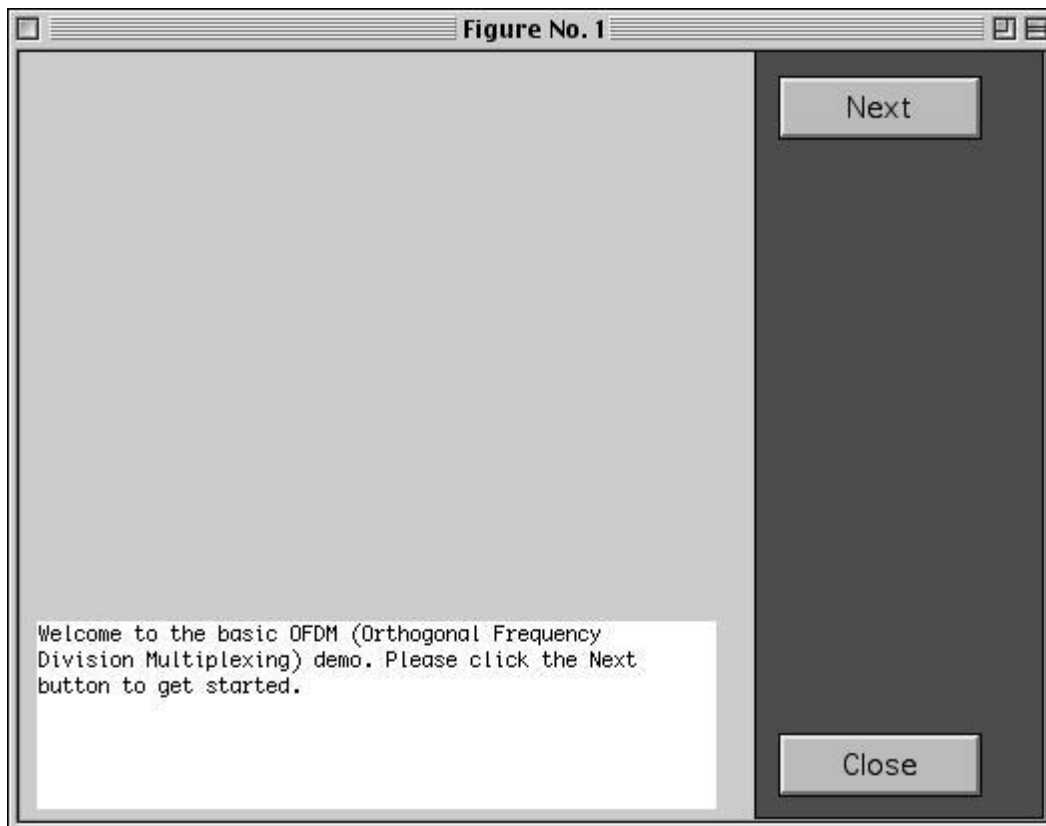 Figure No. 1
Next
Welcome to the basic OFDM (Orthogonal Frequency
Division Multiplexing) demo. Please click the Next
button to get started.
Close